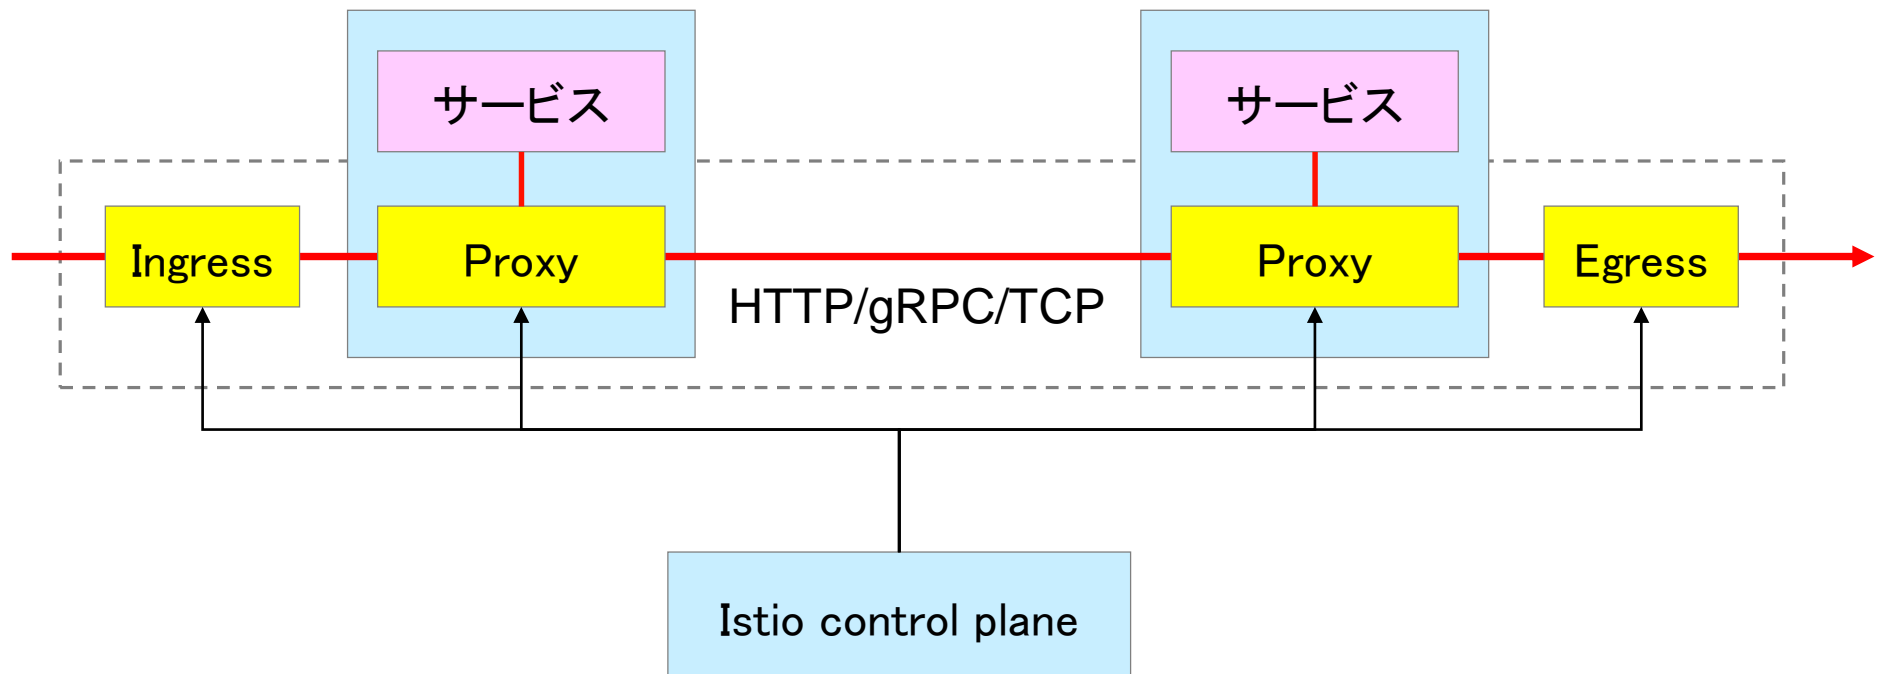 サービス
サービス
Ingress
Proxy
Proxy
Egress
HTTP/gRPC/TCP
Istio control plane